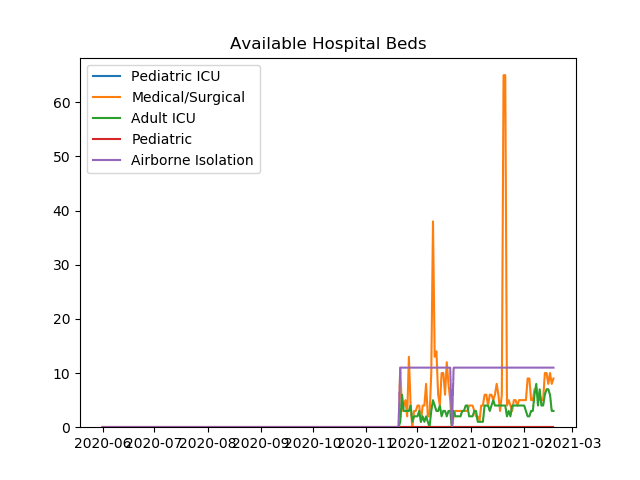 Available Hospital Beds
Pediatric ICU
Medical/Surgical
Adult ICU
Pediatric
Airborne Isolation
60
50
40
30
20
10
0
2020-06 2020-07 2020-08 2020-09 2020-10 2020-11 2020-12 2021-01 2021-02 2021-03